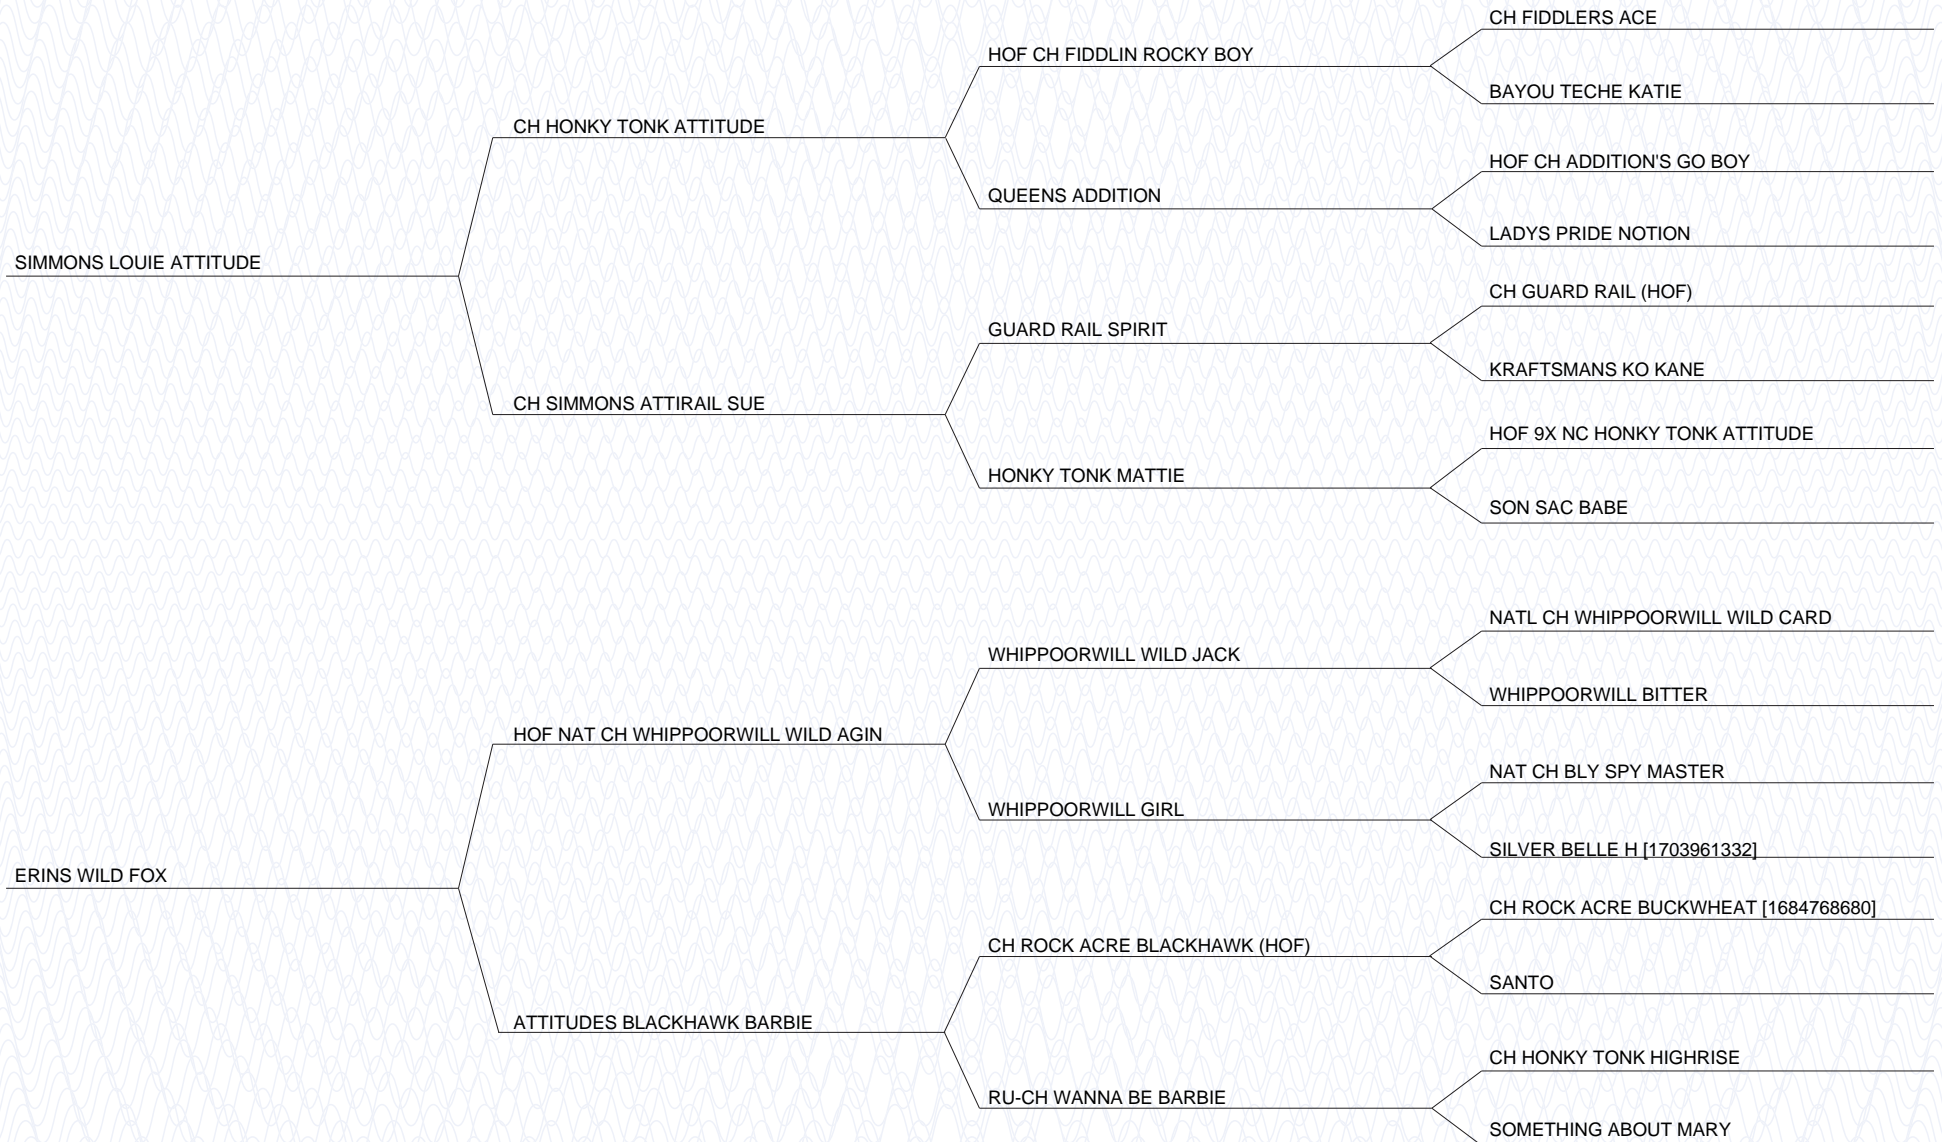 CH FIDDLERS ACE
HOF CH FIDDLIN ROCKY BOY
BAYOU TECHE KATIE
CH HONKY TONK ATTITUDE
HOF CH ADDITION'S GO BOY
QUEENS ADDITION
LADYS PRIDE NOTION
SIMMONS LOUIE ATTITUDE
CH GUARD RAIL (HOF)
GUARD RAIL SPIRIT
KRAFTSMANS KO KANE
CH SIMMONS ATTIRAIL SUE
HOF 9X NC HONKY TONK ATTITUDE
HONKY TONK MATTIE
SON SAC BABE
NATL CH WHIPPOORWILL WILD CARD
WHIPPOORWILL WILD JACK
WHIPPOORWILL BITTER
HOF NAT CH WHIPPOORWILL WILD AGIN
NAT CH BLY SPY MASTER
WHIPPOORWILL GIRL
SILVER BELLE H [1703961332]
ERINS WILD FOX
CH ROCK ACRE BUCKWHEAT [1684768680]
CH ROCK ACRE BLACKHAWK (HOF)
SANTO
ATTITUDES BLACKHAWK BARBIE
CH HONKY TONK HIGHRISE
RU-CH WANNA BE BARBIE
SOMETHING ABOUT MARY